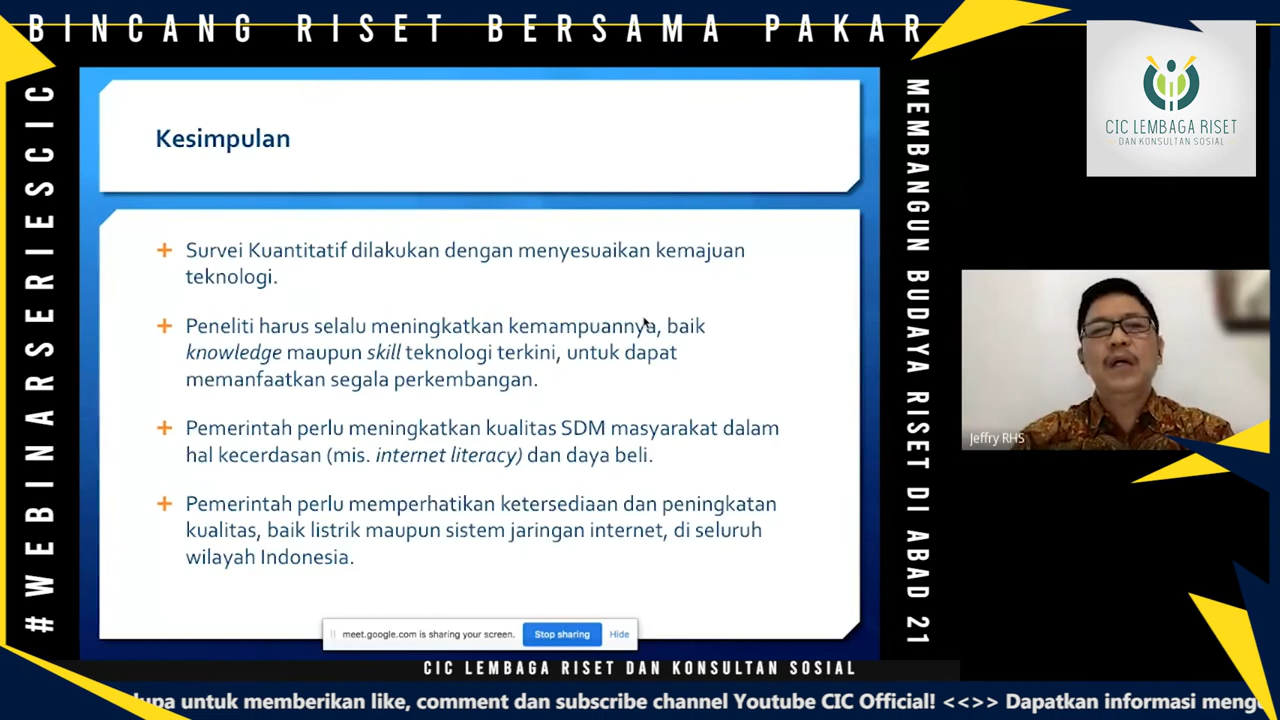 BINCANG RISET BERSAMA PAKAR
#WEBINARSERIESCIC
Kesimpulan
Survei Kuantitatif dilakukan dengan menyesuaikan kemajuan
teknologi.
Peneliti harus selalu meningkatkan kemampuannya, baik
knowledge maupun skill teknologi terkini, untuk dapat
memanfaatkan segala perkembangan.
Pemerintah perlu meningkatkan kualitas SDM masyarakat dalam
hal kecerdasan (mis. internet literacy) dan daya beli.
Pemerintah perlu memperhatikan ketersediaan dan peningkatan
kualitas, baik listrik maupun sistem jaringan internet, di seluruh
wilayah Indonesia.
meet.google.com is sharing your screen. Stop sharing Hide
MEMBANGUN BUDAYA RISET DI ABAD 21
CIC LEMBAGA RISET
DAN KONSULTAN SOSIAL
Jeffry RHS
CIC LEMBAGA RISET DAN KONSULTAN SOSIAL
untuk memberikan like, comment dan subscribe channel Youtube CIC Official! <<>> Dapatkan informasi